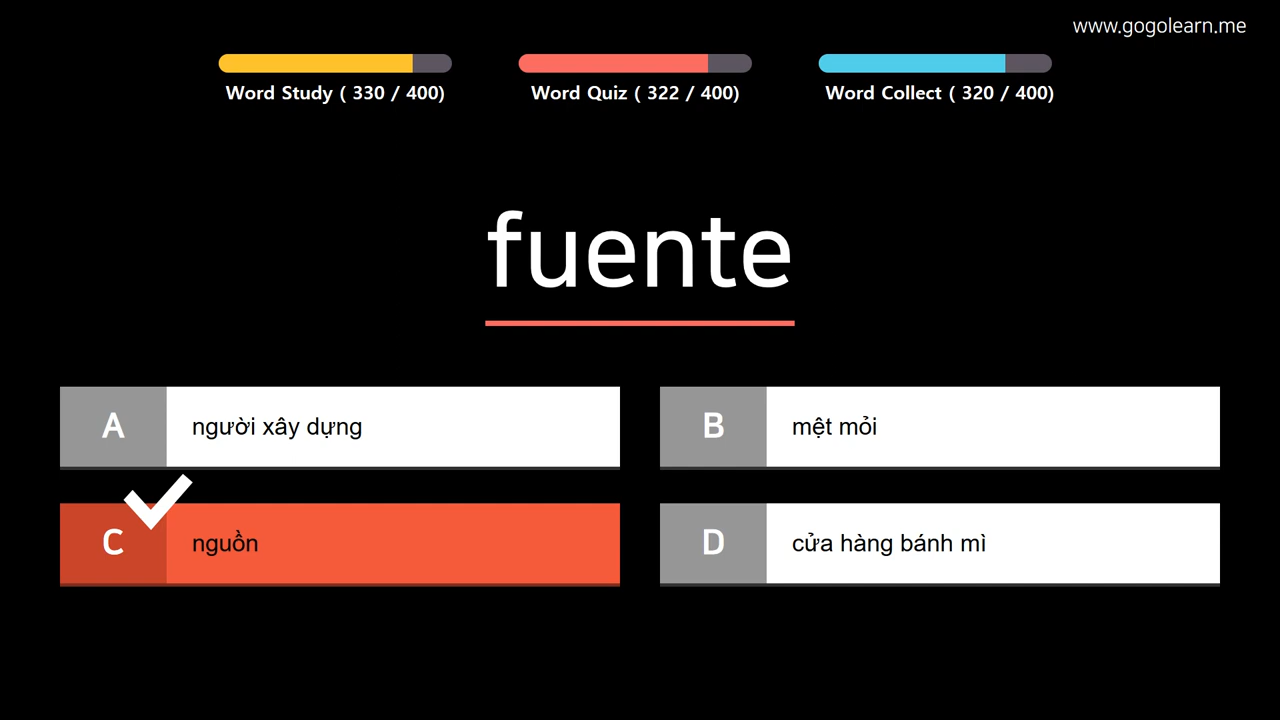 www.gogolearn.me
Word Study ( 330 / 400)
Word Quiz ( 322 / 400)
Word Collect ( 320 / 400)
fuente
A người xây dựng
B mệt mỏi
C nguồn
D cửa hàng bánh mì